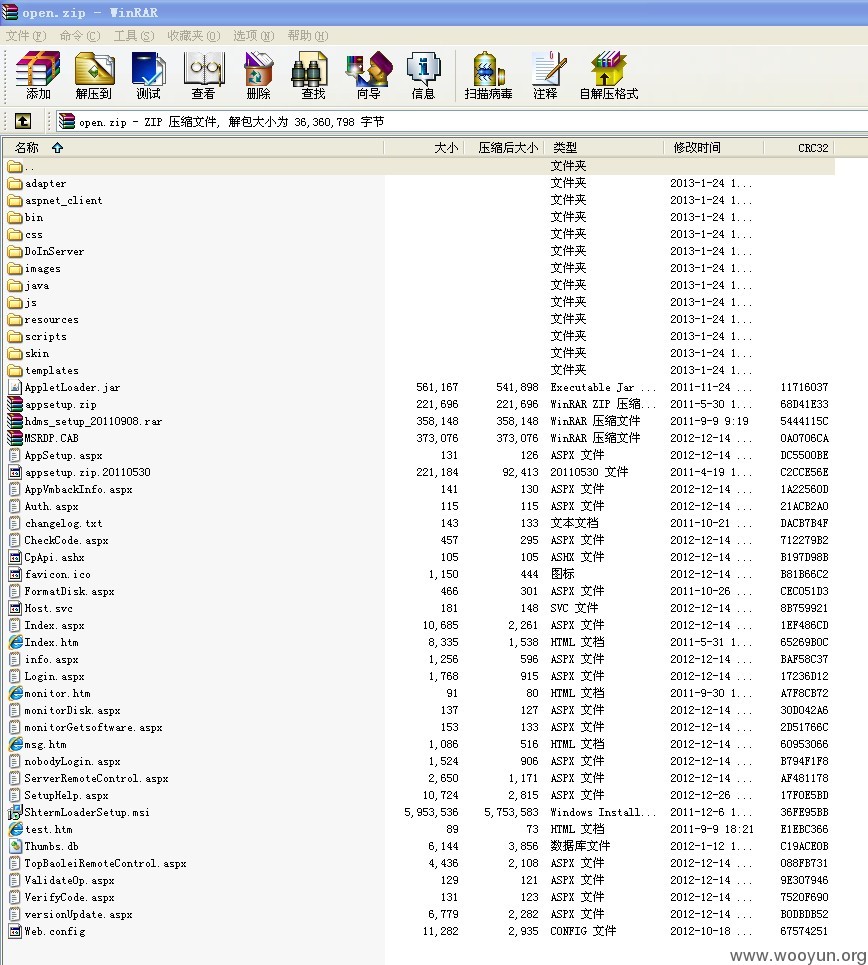 open.zip - WinRAR
文件(F) 命令(C) 工具(S) 收藏夹(O) 选项(N) 帮助(H)
添加 解压到 测试 查看 删除 查找 向导 信息 扫描病毒 注释 自解压格式
open.zip - ZIP 压缩文件, 解包大小为 36,360,798 字节
名称 大小 压缩后大小 类型 修改时间 CRC32
.. 文件夹
adapter 文件夹 2013-1-24 1...
aspnet_client 文件夹 2013-1-24 1...
bin 文件夹 2013-1-24 1...
css 文件夹 2013-1-24 1...
DoInServer 文件夹 2013-1-24 1...
images 文件夹 2013-1-24 1...
java 文件夹 2013-1-24 1...
js 文件夹 2013-1-24 1...
resources 文件夹 2013-1-24 1...
scripts 文件夹 2013-1-24 1...
skin 文件夹 2013-1-24 1...
templates 文件夹 2013-1-24 1...
AppletLoader.jar 561,167 541,898 Executable Jar ... 2011-11-24 ... 11716037
appsetup.zip 221,696 221,696 WinRAR ZIP 压缩... 2011-5-30 1... 68D41E33
hdms_setup_20110908.rar 358,148 358,148 WinRAR 压缩文件 2011-9-9 9:19 5444115C
MSRDP.CAB 373,076 373,076 WinRAR 压缩文件 2012-12-14 ... 0A0706CA
AppSetup.aspx 131 126 ASPX 文件 2012-12-14 ... DC5500BE
appsetup.zip.20110530 221,184 92,413 20110530 文件 2011-4-19 1... C2CCE56E
AppVmbackInfo.aspx 141 130 ASPX 文件 2012-12-14 ... 1A22560D
Auth.aspx 115 115 ASPX 文件 2012-12-14 ... 21ACB2A0
changelog.txt 143 133 文本文档 2011-10-21 ... DACB7B4F
CheckCode.aspx 457 295 ASPX 文件 2012-12-14 ... 712279B2
CpApi.ashx 105 105 ASHX 文件 2012-12-14 ... B197D98B
favicon.ico 1,150 444 图标 2012-12-14 ... B81B66C2
FormatDisk.aspx 466 301 ASPX 文件 2011-10-26 ... CEC051D3
Host.svc 181 148 SVC 文件 2012-12-14 ... 8B759921
Index.aspx 10,685 2,261 ASPX 文件 2012-12-14 ... 1EF486CD
Index.htm 8,335 1,538 HTML 文档 2011-5-31 1... 65269B0C
info.aspx 1,256 596 ASPX 文件 2012-12-14 ... BAF58C37
Login.aspx 1,768 915 ASPX 文件 2012-12-14 ... 17236D12
monitor.htm 91 80 HTML 文档 2011-9-30 1... A7F8CB72
monitorDisk.aspx 137 127 ASPX 文件 2012-12-14 ... 30D042A6
monitorGetsoftware.aspx 153 133 ASPX 文件 2012-12-14 ... 2D51766C
msg.htm 1,086 516 HTML 文档 2012-12-14 ... 60953066
nobodyLogin.aspx 1,524 906 ASPX 文件 2012-12-14 ... B794F1F8
ServerRemoteControl.aspx 2,650 1,171 ASPX 文件 2012-12-14 ... AF481178
SetupHelp.aspx 10,724 2,815 ASPX 文件 2012-12-26 ... 17F0E5BD
ShtermLoaderSetup.msi 5,953,536 5,753,583 Windows Install... 2011-12-6 1... 36FE95BB
test.htm 89 73 HTML 文档 2011-9-9 18:21 E1EBC366
Thumbs.db 6,144 3,856 数据库文件 2012-1-12 1... C19ACE0B
TopBaoleiRemoteControl.aspx 4,436 2,108 ASPX 文件 2012-12-14 ... 088FB731
ValidateOp.aspx 129 121 ASPX 文件 2012-12-14 ... 9E307946
VerifyCode.aspx 131 123 ASPX 文件 2012-12-14 ... 7520F690
versionUpdate.aspx 6,779 2,282 ASPX 文件 2012-12-14 ... B0DBDB52
Web.config 11,282 2,935 CONFIG 文件 2012-10-18 ... 67574251
www.wooyun.org